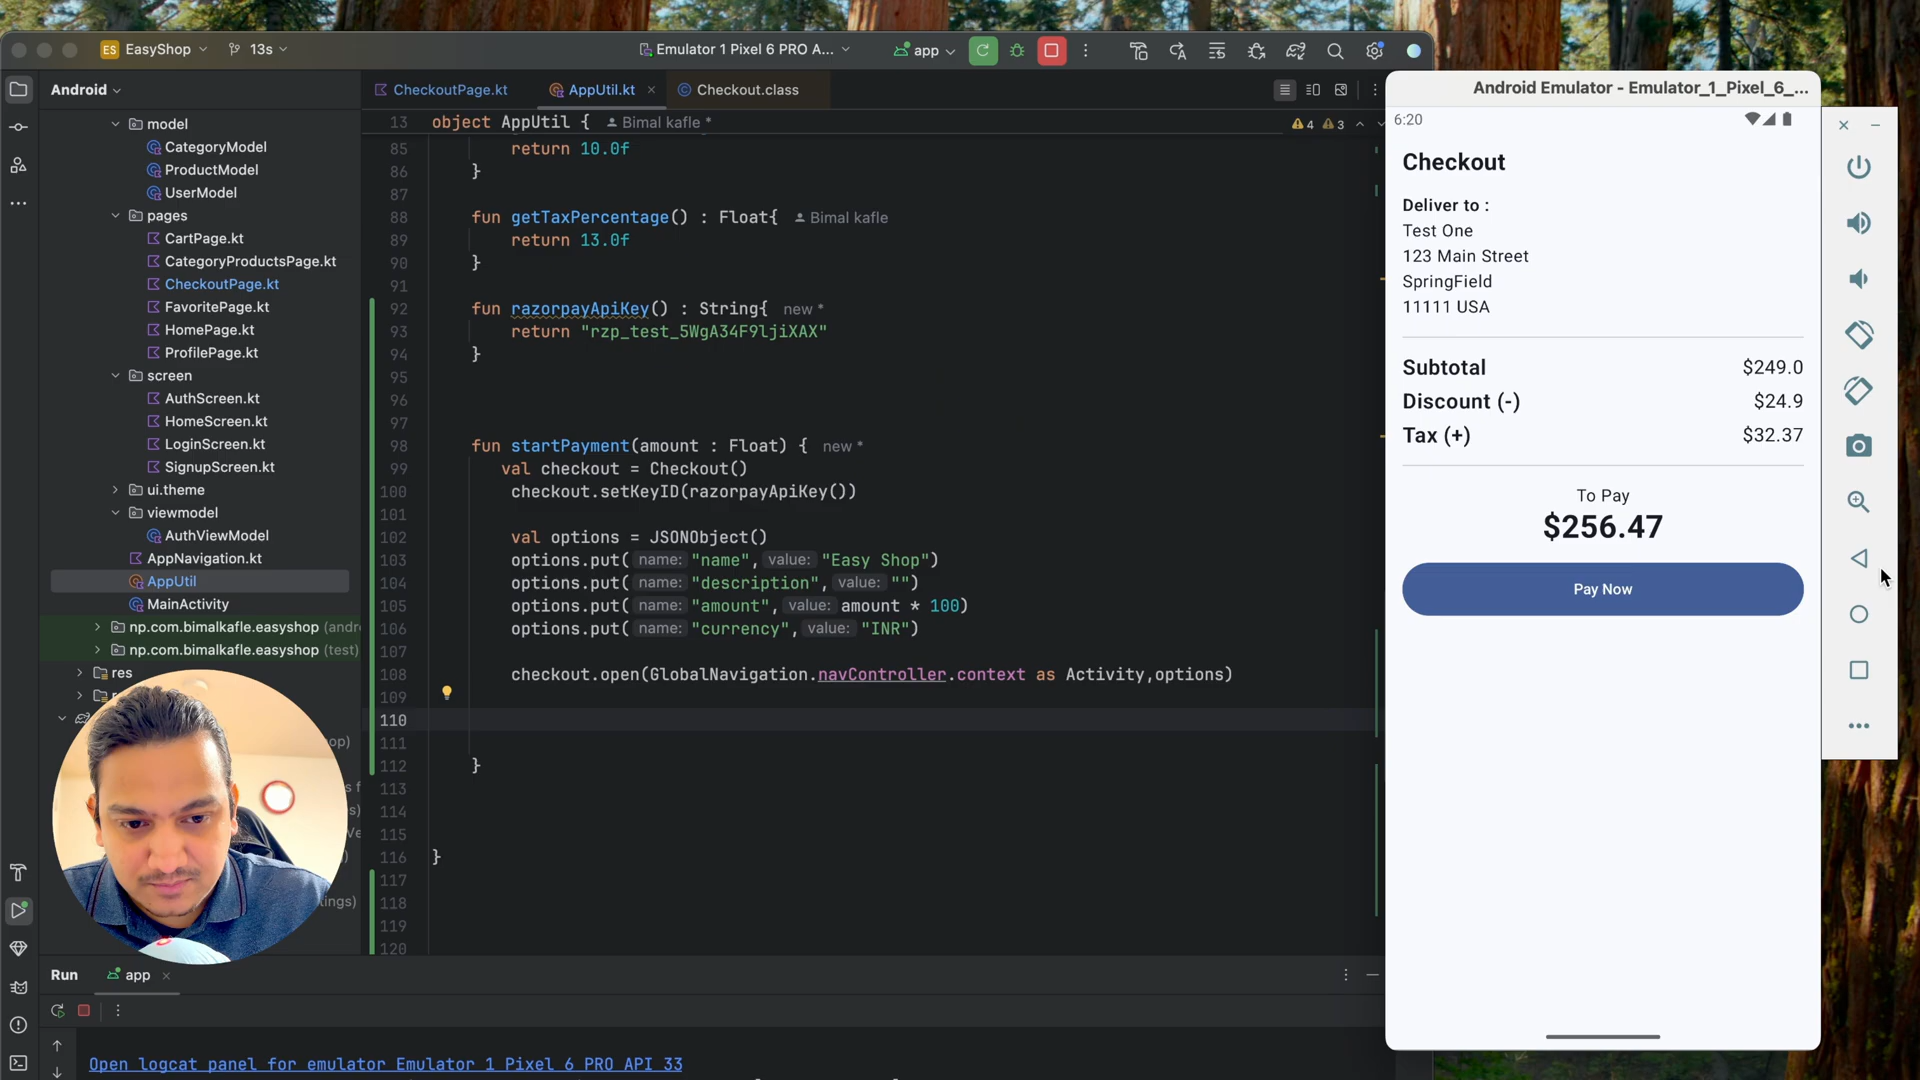 ES EasyShop
13s
Emulator 1 Pixel 6 PRO A...
app
Android
CheckoutPage.kt
AppUtil.kt
Checkout.class
model
CategoryModel
ProductModel
UserModel
pages
CartPage.kt
CategoryProductsPage.kt
CheckoutPage.kt
FavoritePage.kt
HomePage.kt
ProfilePage.kt
screen
AuthScreen.kt
HomeScreen.kt
LoginScreen.kt
SignupScreen.kt
ui.theme
viewmodel
AuthViewModel
AppNavigation.kt
AppUtil
MainActivity
np.com.bimalkafle.easyshop (andr
np.com.bimalkafle.easyshop (test)
res
13 object AppUtil { Bimal kafle *
4 3
85 return 10.0f
86 }
87
88 fun getTaxPercentage() : Float{ Bimal kafle
89 return 13.0f
90 }
91
92 fun razorpayApiKey() : String{ new *
93 return "rzp_test_5WgA34F9ljiXAX"
94 }
95
96
97
98 fun startPayment(amount : Float) { new *
99 val checkout = Checkout()
100 checkout.setKeyID(razorpayApiKey())
101
102 val options = JSONObject()
103 options.put( name: "name", value: "Easy Shop")
104 options.put( name: "description", value: "")
105 options.put( name: "amount", value: amount * 100)
106 options.put( name: "currency", value: "INR")
107
108 checkout.open(GlobalNavigation.navController.context as Activity,options)
109
110
111
112 }
113
114
115
116 }
117
118
119
120
Run app
Open logcat panel for emulator Emulator 1 Pixel 6 PRO API 33
Android Emulator - Emulator_1_Pixel_6_...
6:20
Checkout
Deliver to :
Test One
123 Main Street
SpringField
11111 USA
Subtotal $249.0
Discount (-) $24.9
Tax (+) $32.37
To Pay
$256.47
Pay Now